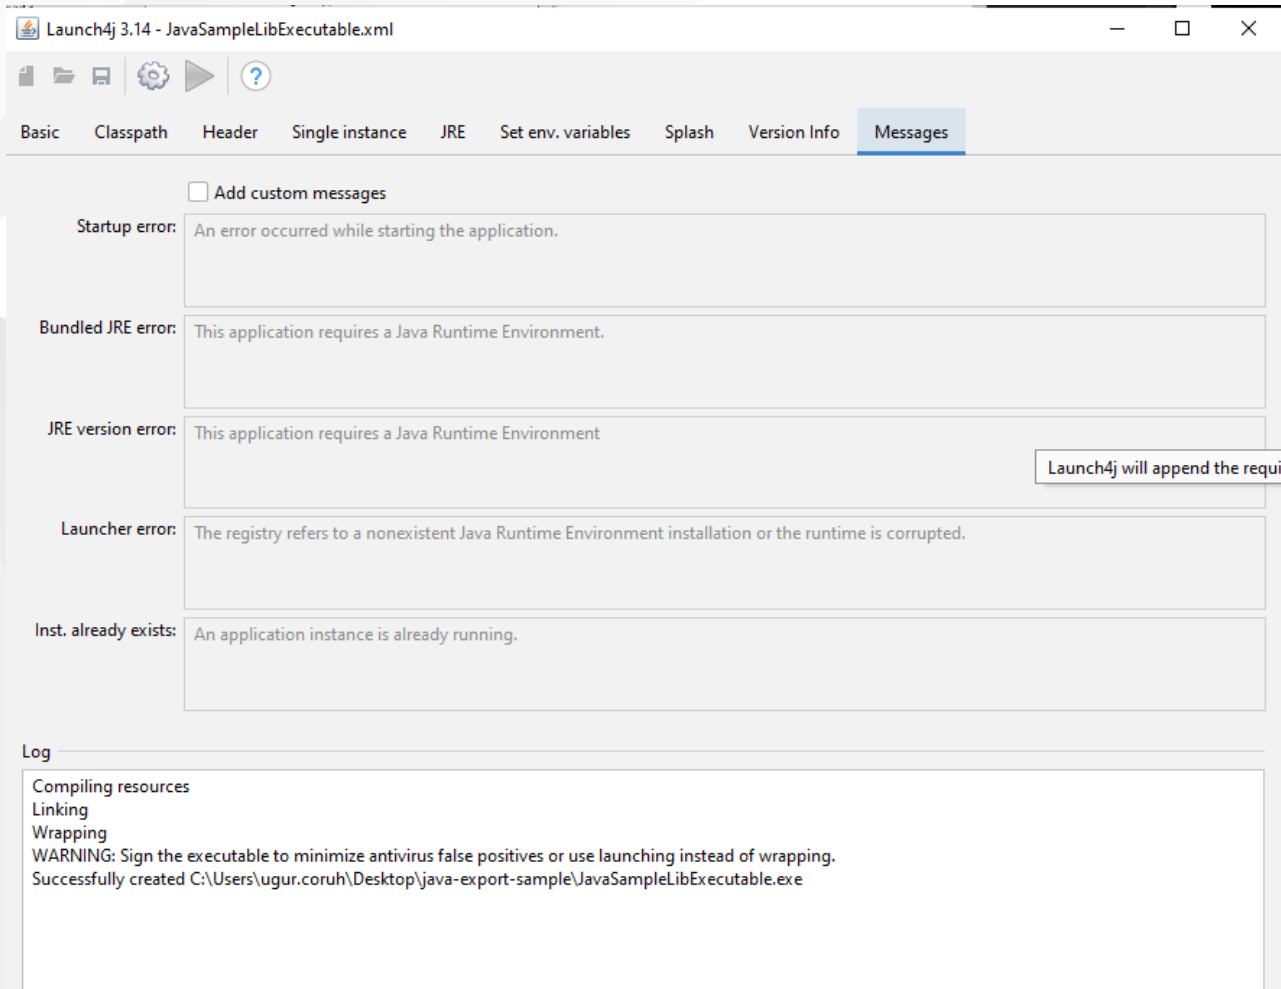 Launch4j 3.14 - JavaSampleLibExecutable.xml
?
Basic Classpath Header Single instance JRE Set env. variables Splash Version Info Messages
Add custom messages
Startup error: An error occurred while starting the application.
Bundled JRE error: This application requires a Java Runtime Environment.
JRE version error: This application requires a Java Runtime Environment
Launch4j will append the requi
Launcher error: The registry refers to a nonexistent Java Runtime Environment installation or the runtime is corrupted.
Inst. already exists: An application instance is already running.
Log
Compiling resources
Linking
Wrapping
WARNING: Sign the executable to minimize antivirus false positives or use launching instead of wrapping.
Successfully created C:\Users\ugur.coruh\Desktop\java-export-sample\JavaSampleLibExecutable.exe